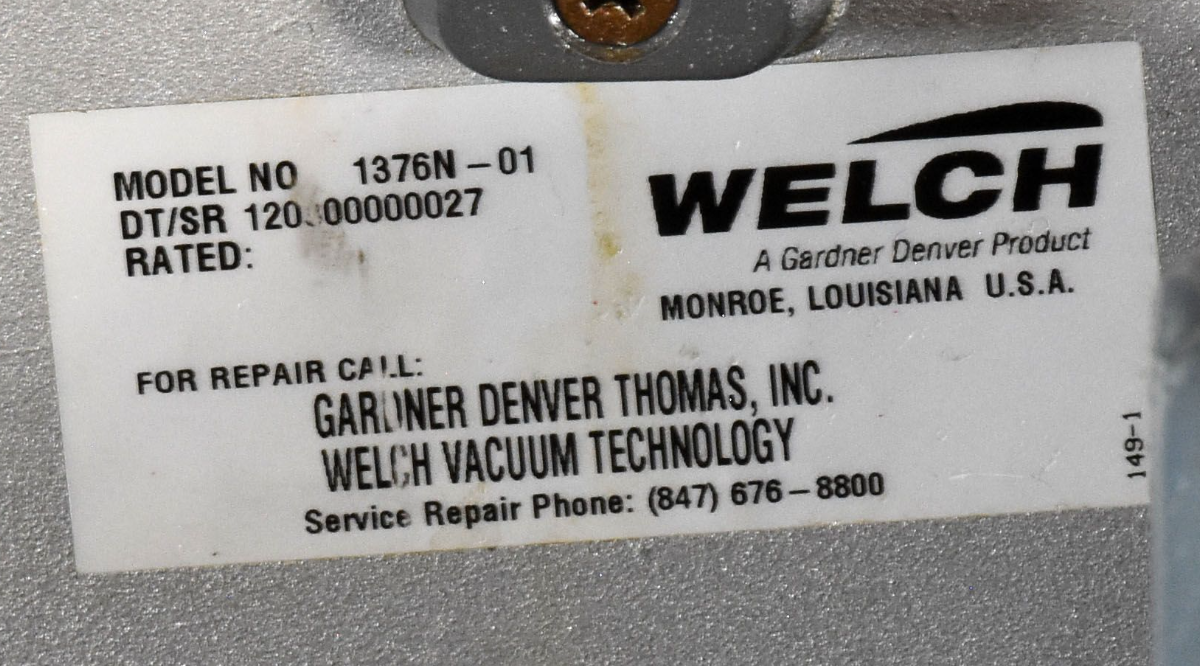 MODEL NO 1376N-01
DT/SR
RATED:
WELCH
A Gardner Denver Product
MONROE, LOUISIANA U.S.A.
FOR REPAIR CALL:
GARDNER DENVER THOMAS, INC.
WELCH VACUUM TECHNOLOGY
Service Repair Phone: (847) 676-8800
149-1